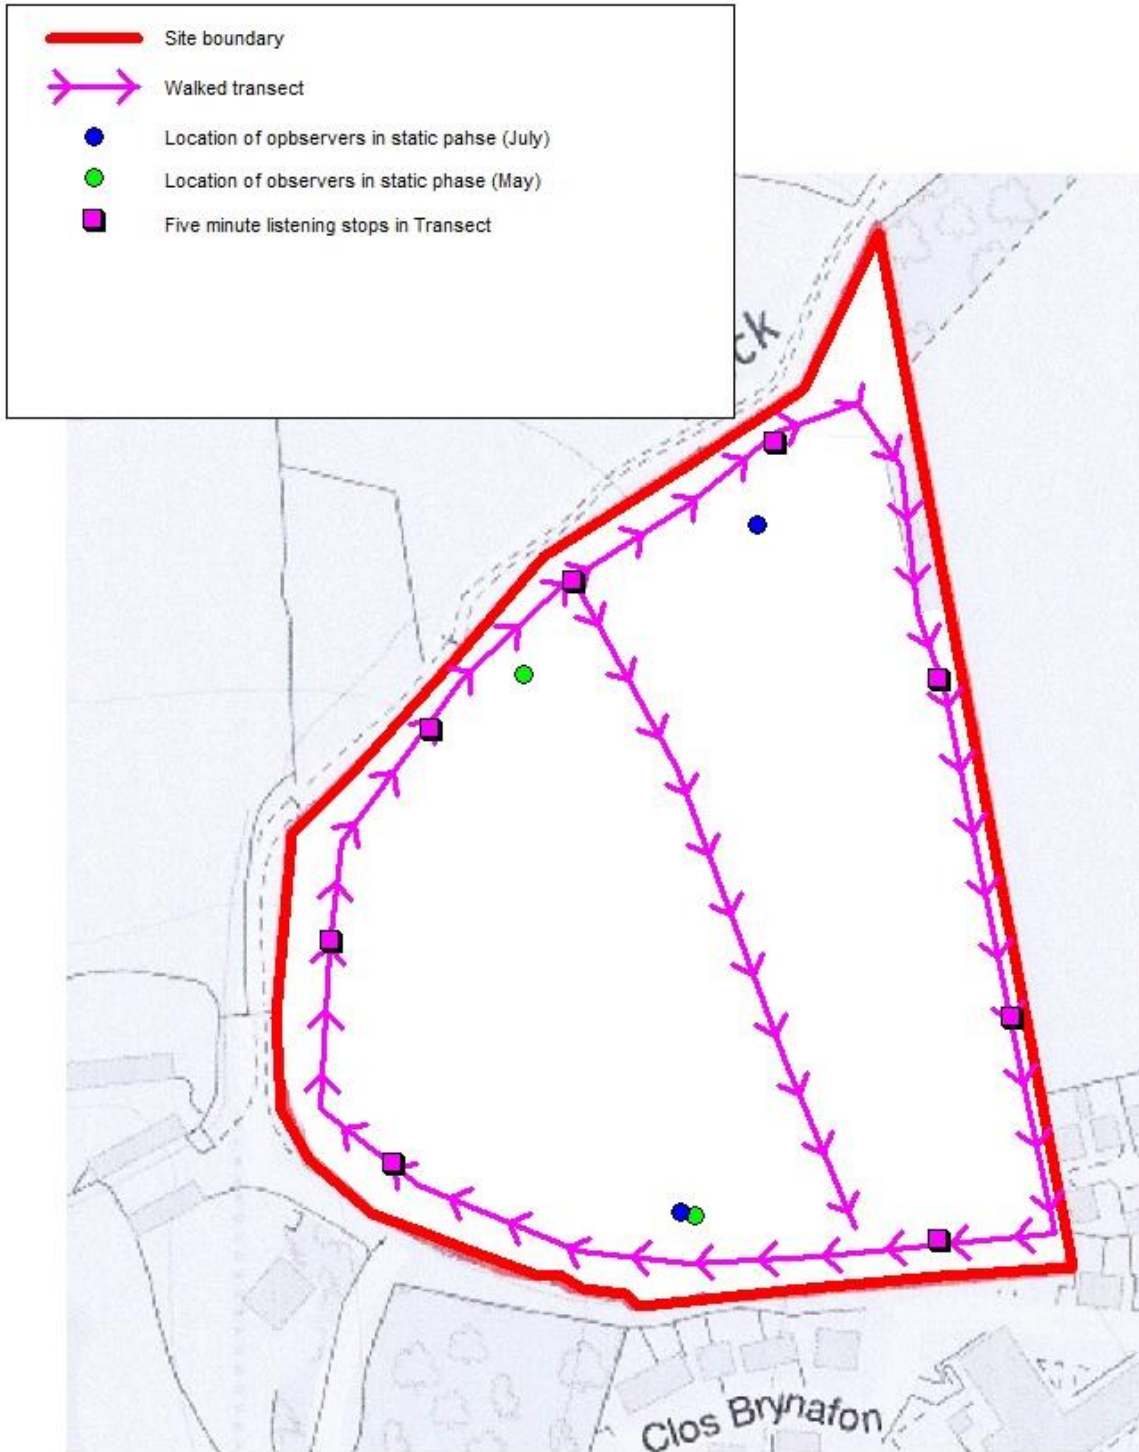 Site boundary
Walked transect
Location of opbservers in static pahse (July)
Location of observers in static phase (May)
Five minute listening stops in Transect
ck
Clos Brynafon